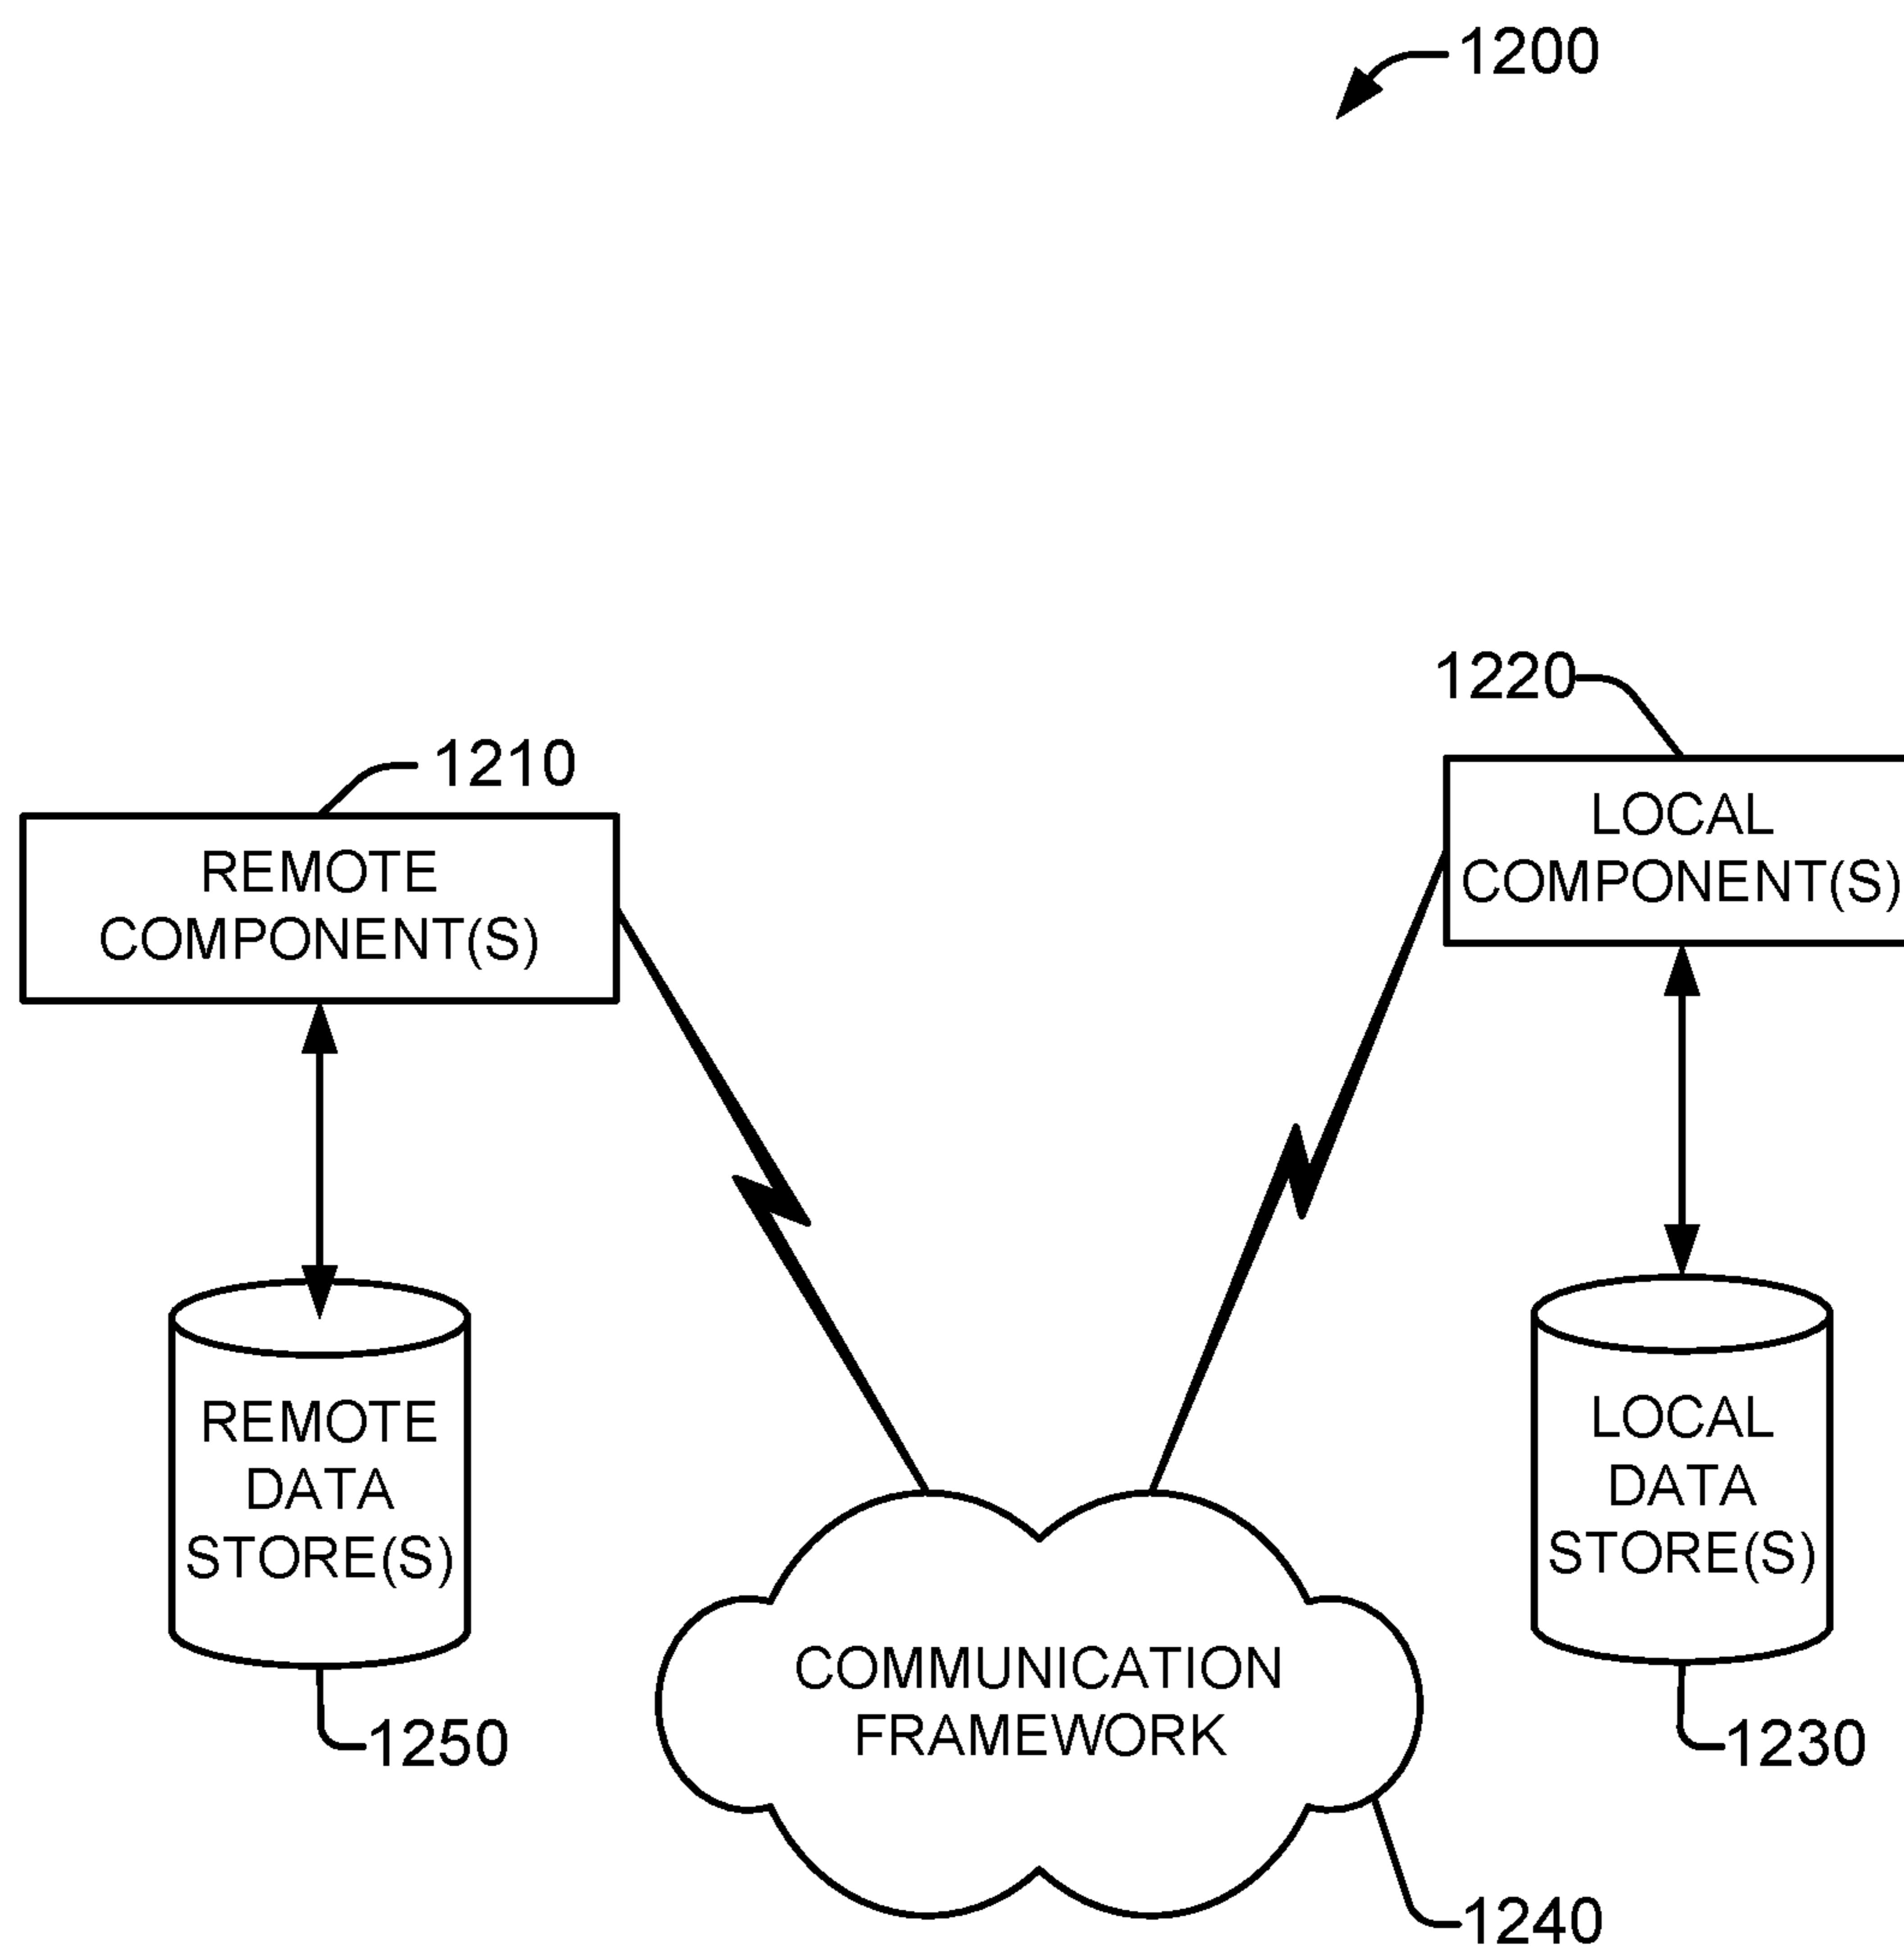 1200
1220
1210
LOCAL
COMPONENT(S)
REMOTE
COMPONENT(S)
REMOTE
DATA
STORE(S)
LOCAL
DATA
STORE(S)
COMMUNICATION
FRAMEWORK
1250
1230
1240